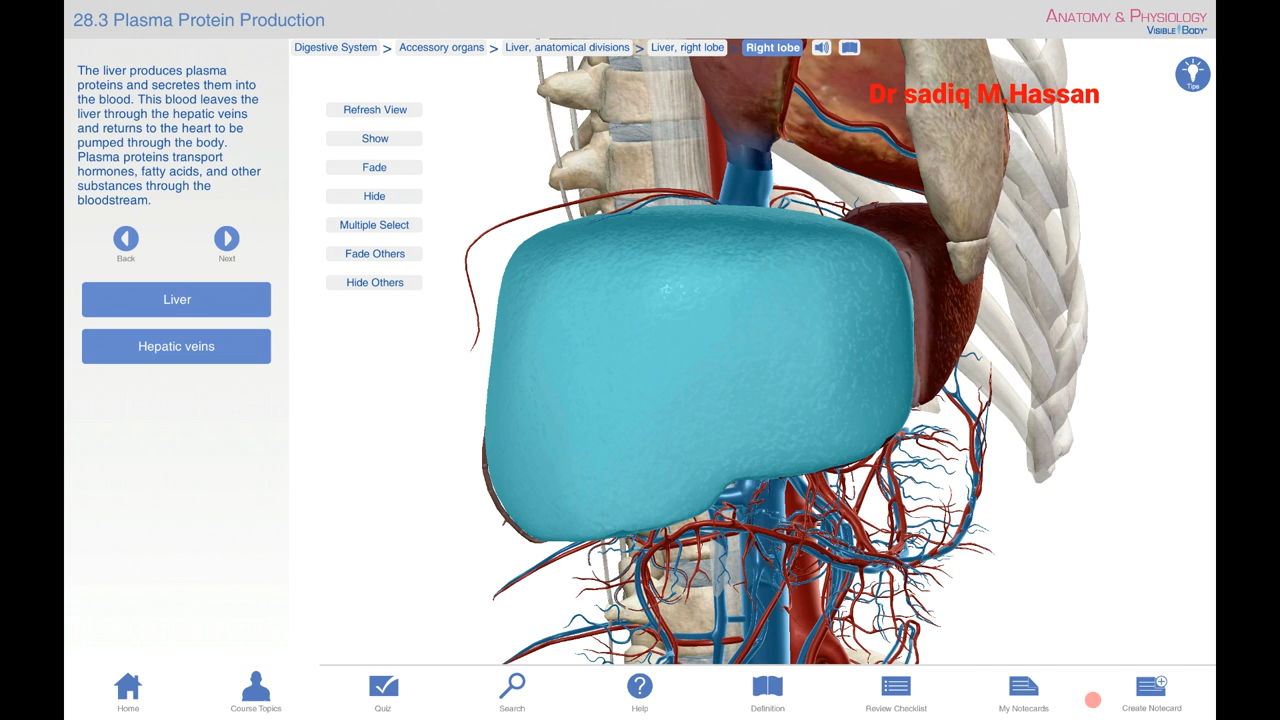 28.3 Plasma Protein Production
ANATOMY & PHYSIOLOGY
VISIBLE BODY®
Digestive System > Accessory organs > Liver, anatomical divisions > Liver, right lobe > Right lobe
Tips
The liver produces plasma
proteins and secretes them into
the blood. This blood leaves the
liver through the hepatic veins
and returns to the heart to be
pumped through the body.
Plasma proteins transport
hormones, fatty acids, and other
substances through the
bloodstream.
Back
Next
Liver
Hepatic veins
Refresh View
Show
Fade
Hide
Multiple Select
Fade Others
Hide Others
Dr sadiq M.Hassan
Home
Course Topics
Quiz
Search
Help
Definition
Review Checklist
My Notecards
Create Notecard